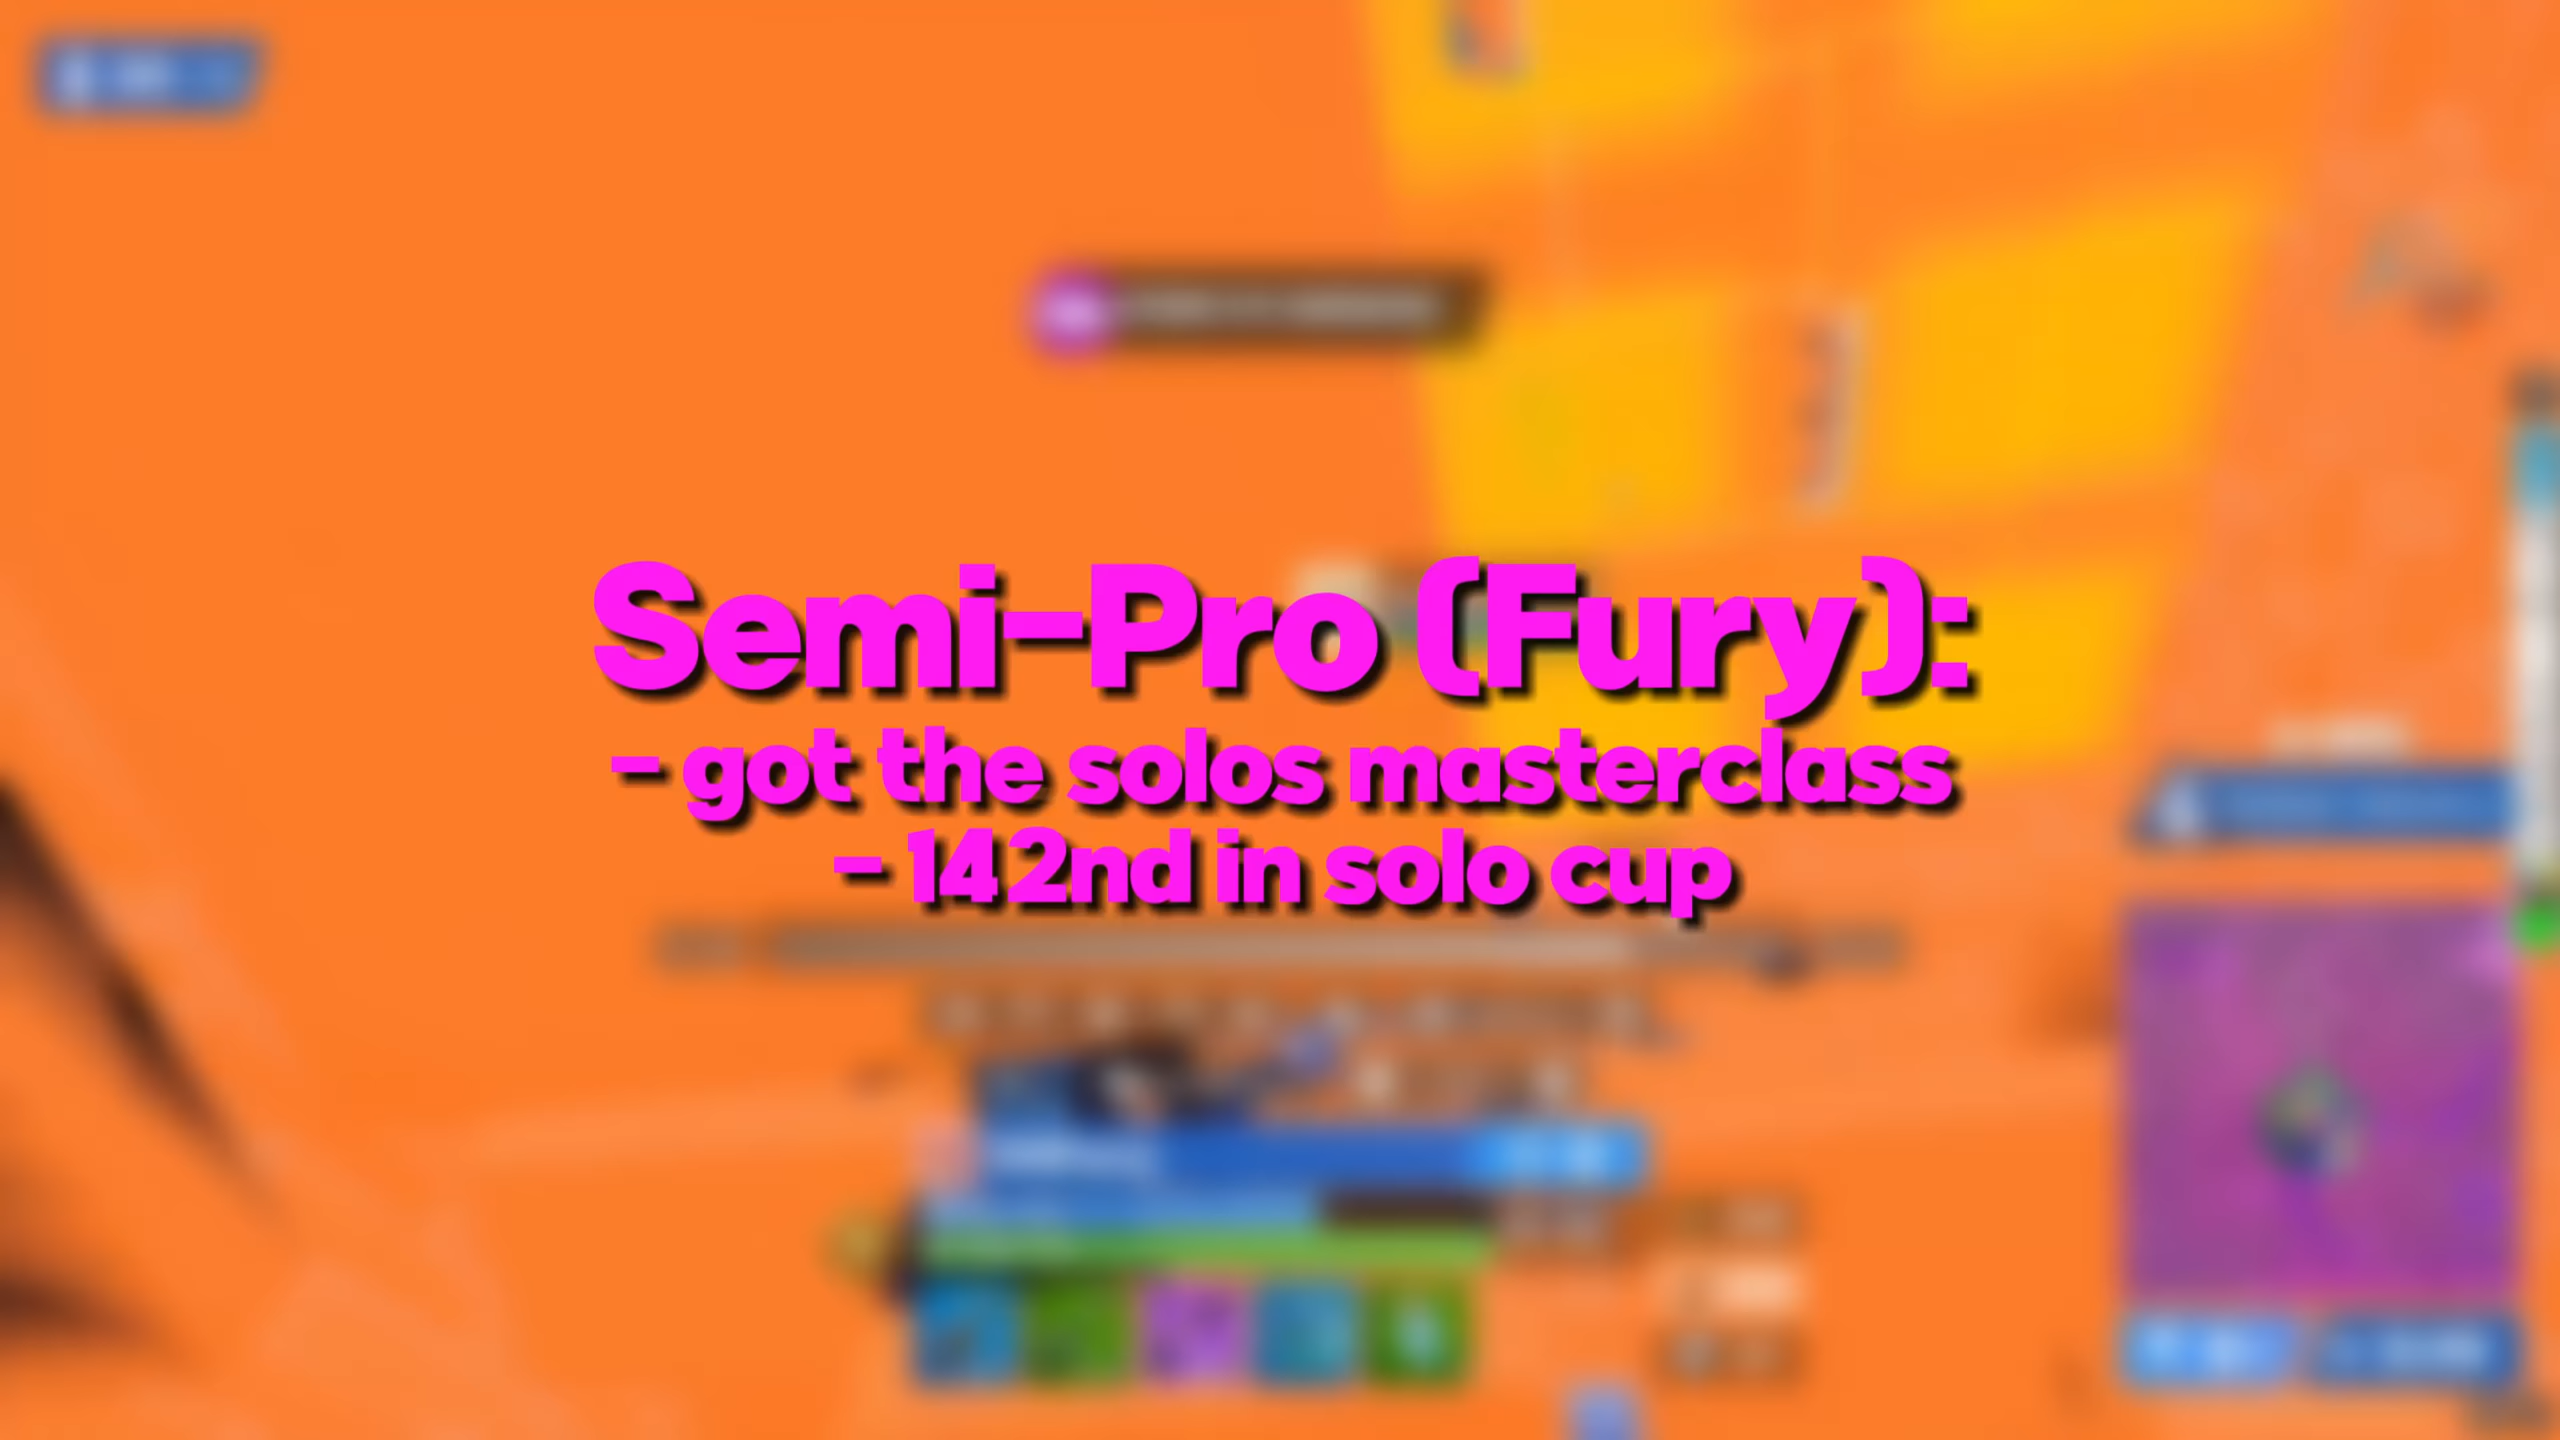 Semi-Pro (Fury):
- got the solos masterclass
- 142nd in solo cup